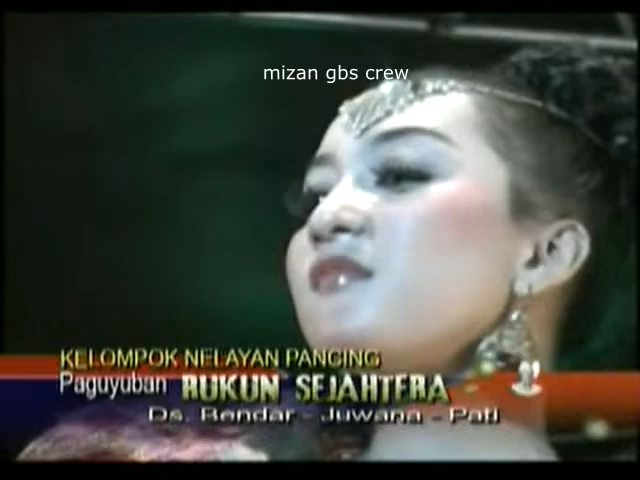 mizan gbs crew
KELOMPOK NELAYAN PANCING
Paguyuban RUKUN SEJAHTERA
Ds. Bendar - Juwana - Pati